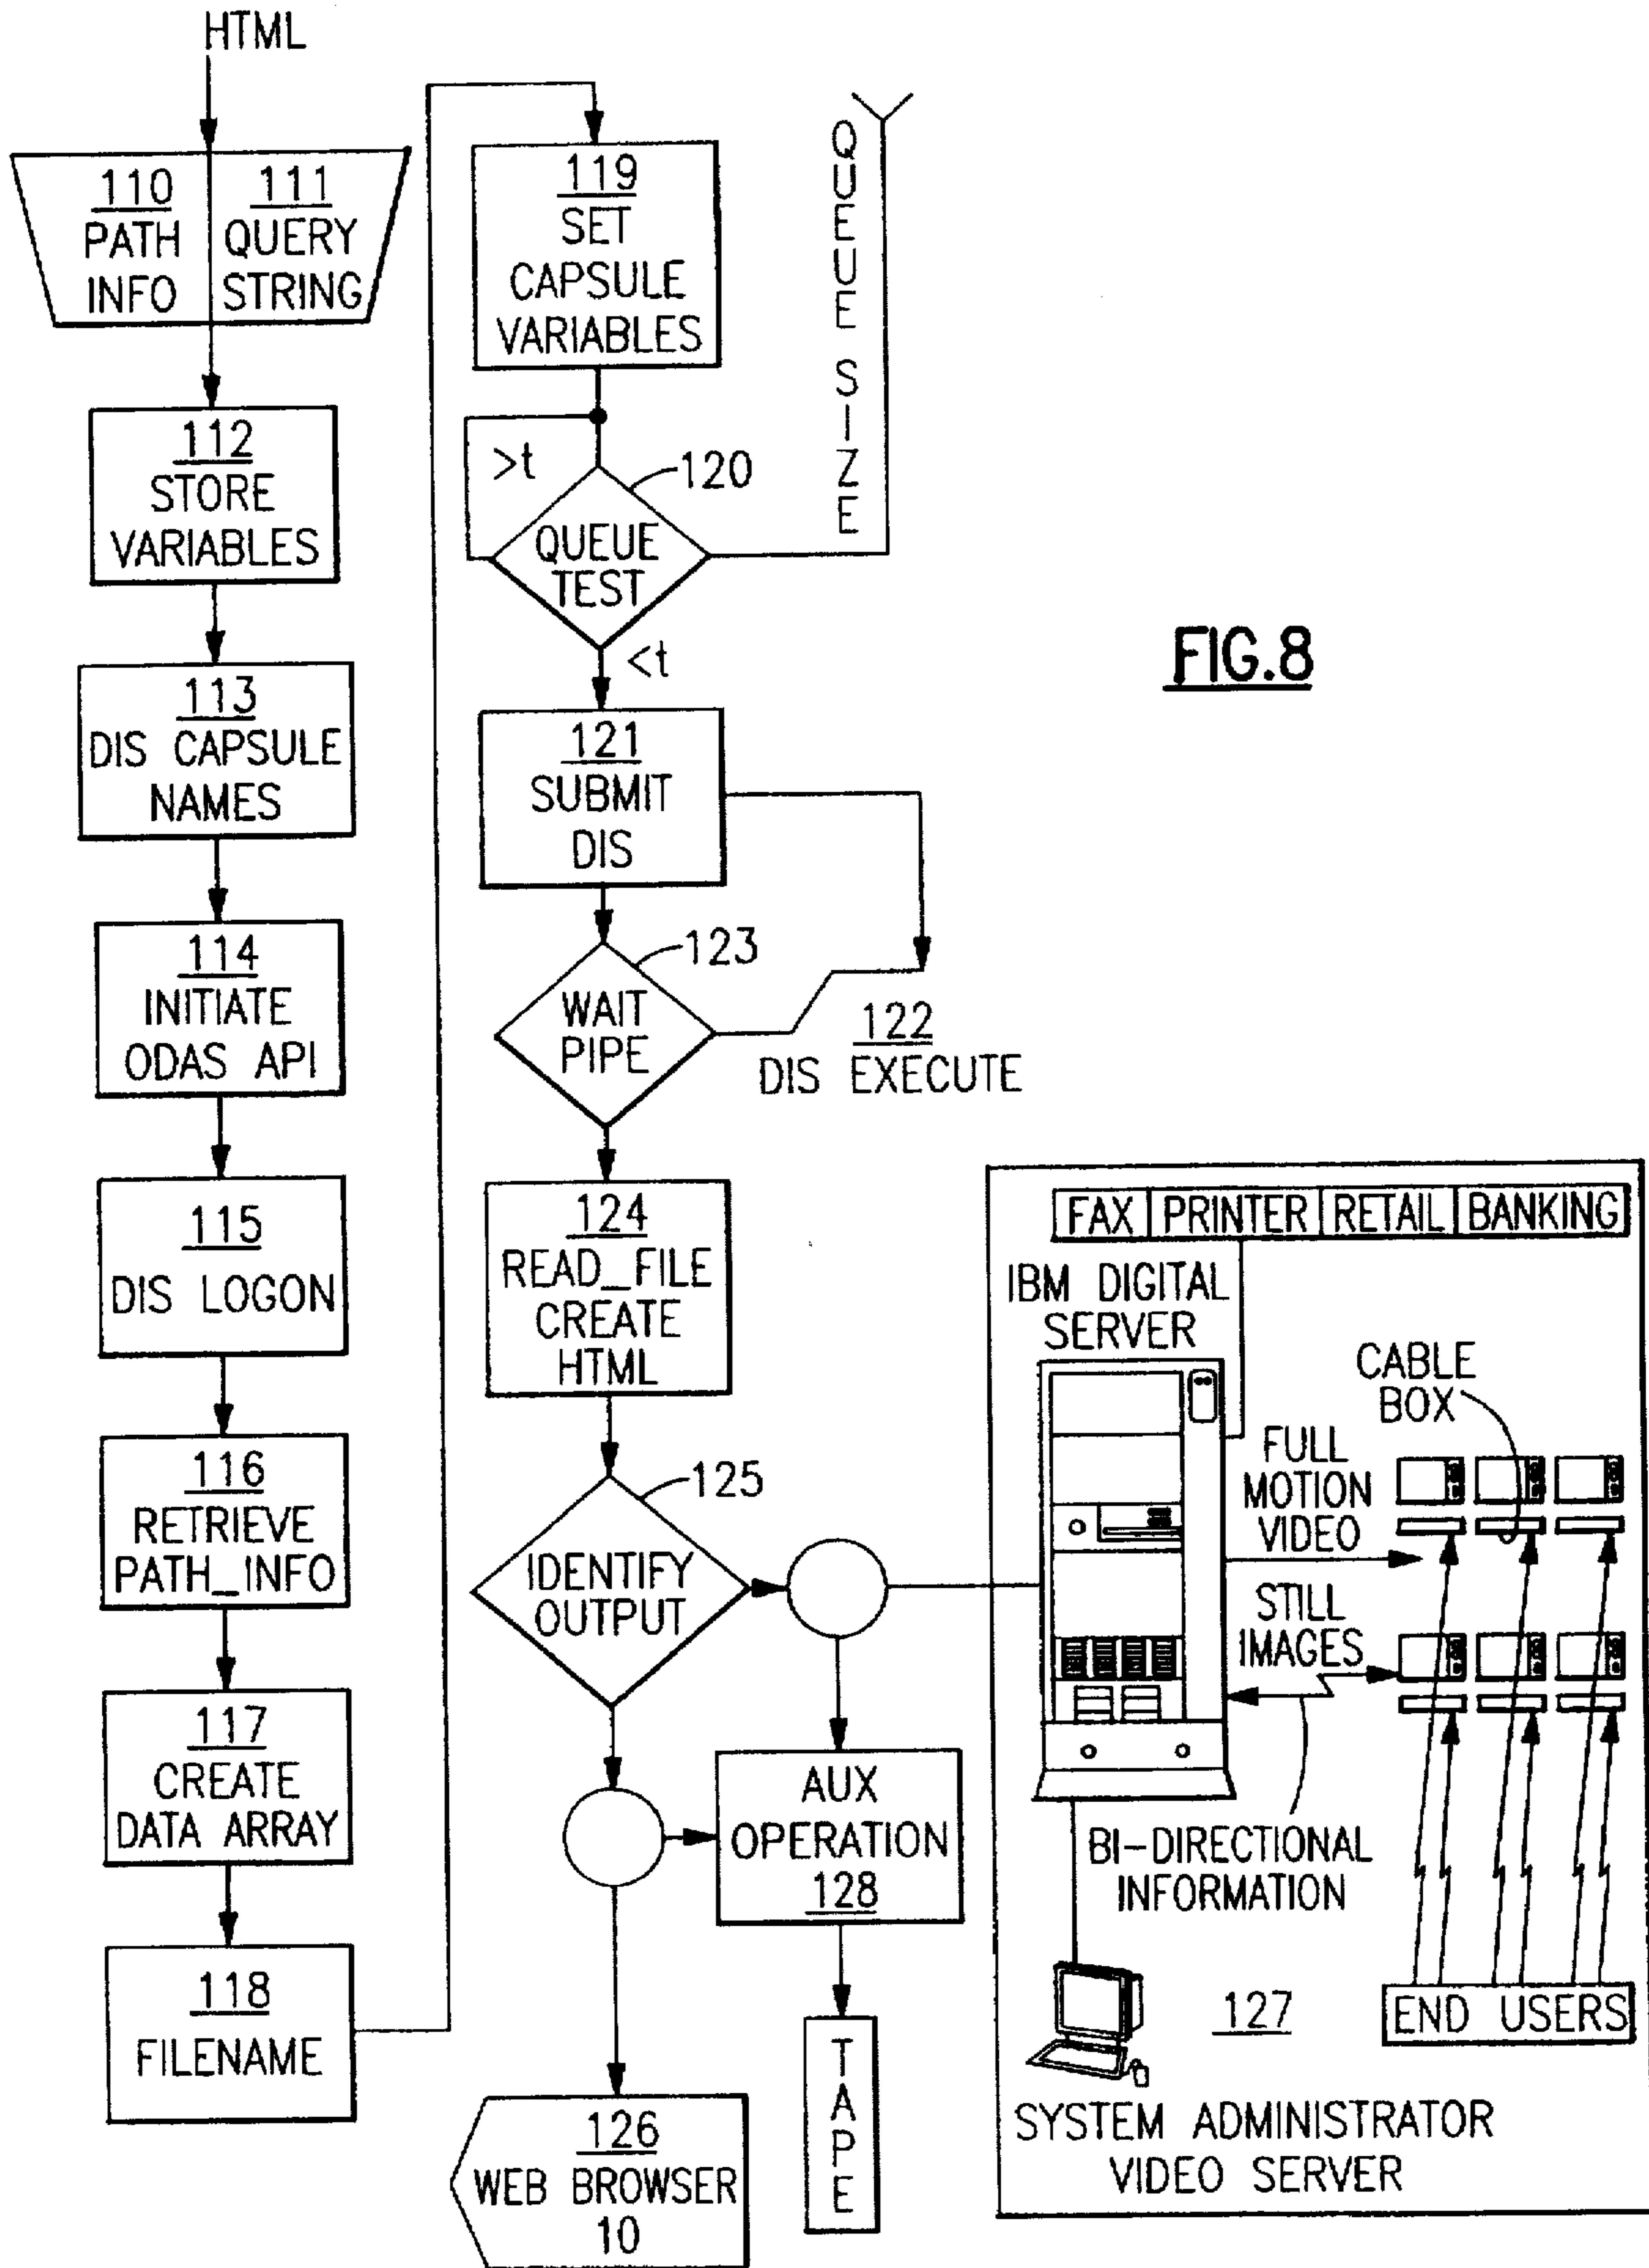 HTML
110
PATH
INFO
111
QUERY
STRING
112
STORE
VARIABLES
113
DIS CAPSULE
NAMES
114
INITIATE
ODAS API
115
DIS LOGON
116
RETRIEVE
PATH_INFO
117
CREATE
DATA ARRAY
118
FILENAME
119
SET
CAPSULE
VARIABLES
>t
120
QUEUE
TEST
<t
QUEUE SIZE
121
SUBMIT
DIS
123
WAIT
PIPE
122
DIS EXECUTE
124
READ_FILE
CREATE
HTML
125
IDENTIFY
OUTPUT
AUX
OPERATION
128
TAPE
126
WEB BROWSER
10
FIG.8
FAX PRINTER RETAIL BANKING
IBM DIGITAL
SERVER
CABLE
BOX
FULL
MOTION
VIDEO
STILL
IMAGES
BI-DIRECTIONAL
INFORMATION
127
END USERS
SYSTEM ADMINISTRATOR
VIDEO SERVER